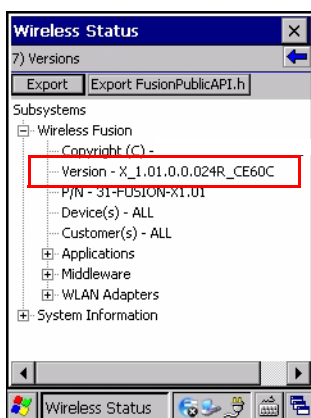 Wireless Status
7) Versions
Export Export FusionPublicAPI.h
Subsystems
Wireless Fusion
Copyright (C) -
Version - X_1.01.0.0.024R_CE60C
P/N - 31-FUSION-X1.01
Device(s) - ALL
Customer(s) - ALL
Applications
Middleware
WLAN Adapters
System Information
Wireless Status